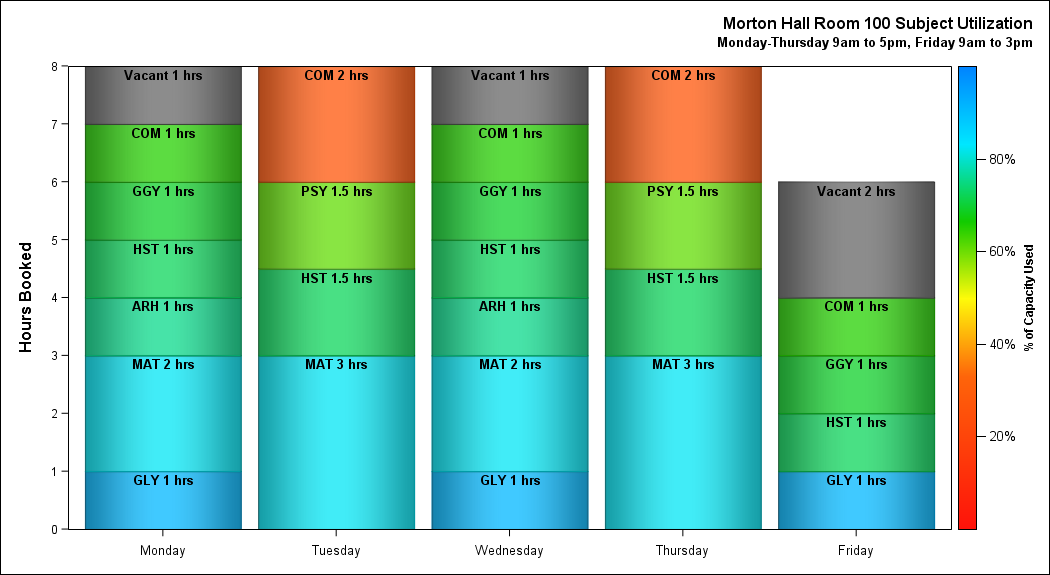 Morton Hall Room 100 Subject Utilization
Monday-Thursday 9am to 5pm, Friday 9am to 3pm
Hours Booked
8
7
6
5
4
3
2
1
0
Vacant 1 hrs
COM 1 hrs
GGY 1 hrs
HST 1 hrs
ARH 1 hrs
MAT 2 hrs
GLY 1 hrs
COM 2 hrs
PSY 1.5 hrs
HST 1.5 hrs
MAT 3 hrs
Vacant 1 hrs
COM 1 hrs
GGY 1 hrs
HST 1 hrs
ARH 1 hrs
MAT 2 hrs
GLY 1 hrs
COM 2 hrs
PSY 1.5 hrs
HST 1.5 hrs
MAT 3 hrs
Vacant 2 hrs
COM 1 hrs
GGY 1 hrs
HST 1 hrs
GLY 1 hrs
Monday Tuesday Wednesday Thursday Friday
80%
60%
40%
20%
% of Capacity Used